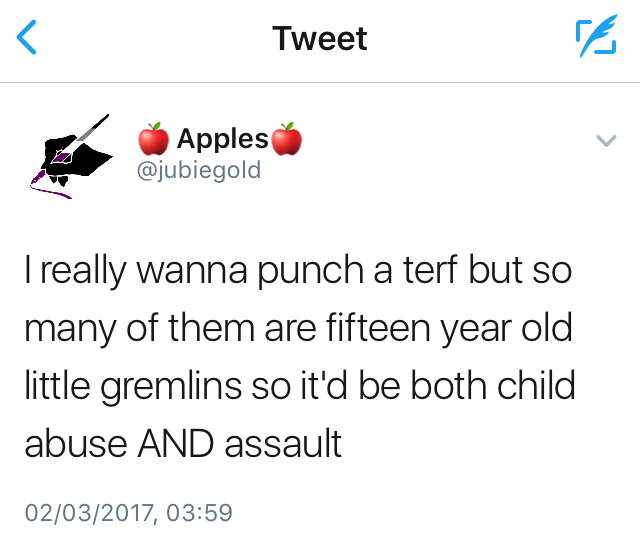 Tweet
🍎 Apples🍎
@jubiegold
I really wanna punch a terf but so
many of them are fifteen year old
little gremlins so it'd be both child
abuse AND assault
02/03/2017, 03:59